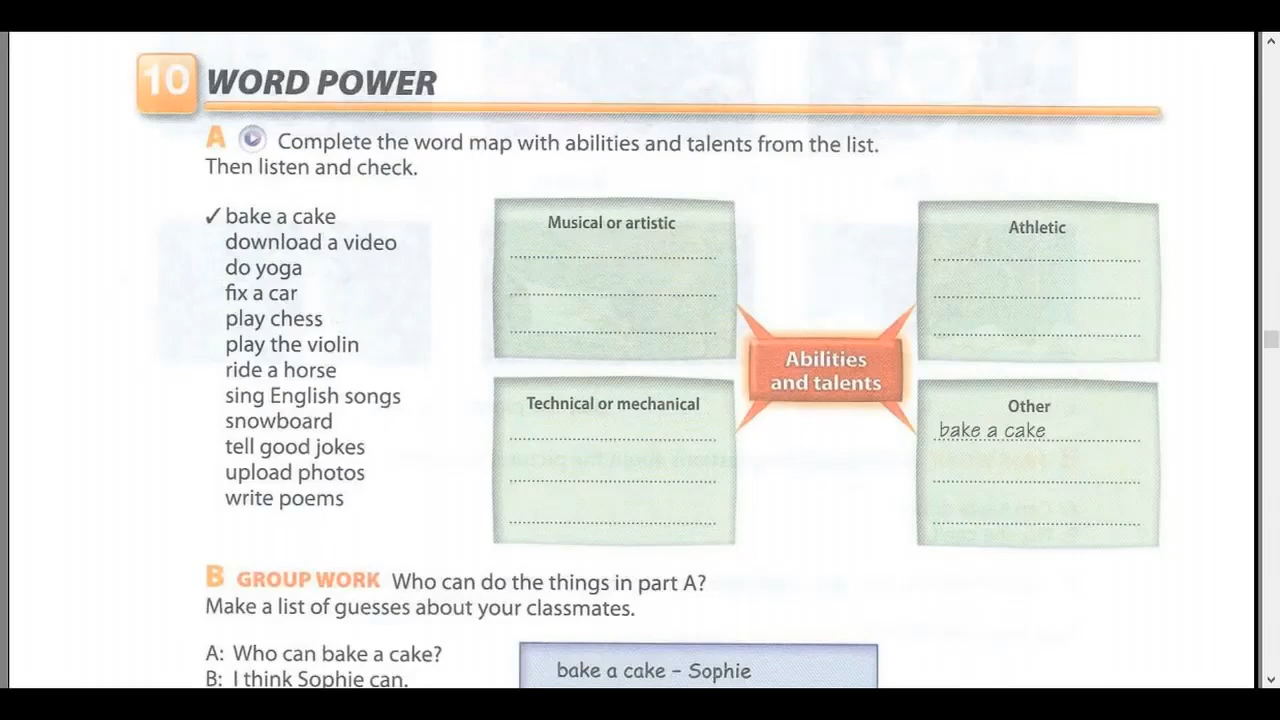 10 WORD POWER
A Complete the word map with abilities and talents from the list.
Then listen and check.
✓ bake a cake
download a video
do yoga
fix a car
play chess
play the violin
ride a horse
sing English songs
snowboard
tell good jokes
upload photos
write poems
Musical or artistic
Athletic
Abilities
and talents
Technical or mechanical
Other
bake a cake
B GROUP WORK Who can do the things in part A?
Make a list of guesses about your classmates.
A: Who can bake a cake?
B: I think Sophie can.
bake a cake – Sophie